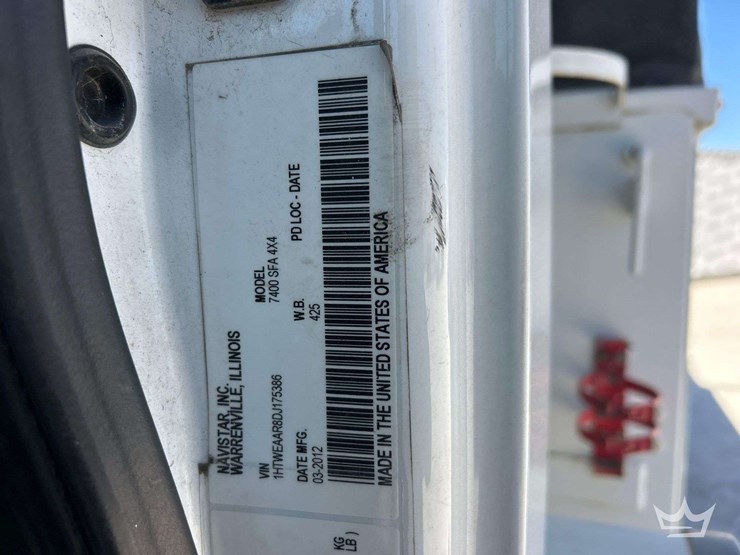 NAVISTAR, INC.
WARRENVILLE, ILLINOIS
VIN
MODEL
1HTWEAAR8DJ175386
7400 SFA 4X4
DATE MFG.
W.B.
PD LOC - DATE
03-2012
425
MADE IN THE UNITED STATES OF AMERICA
KG
LB )